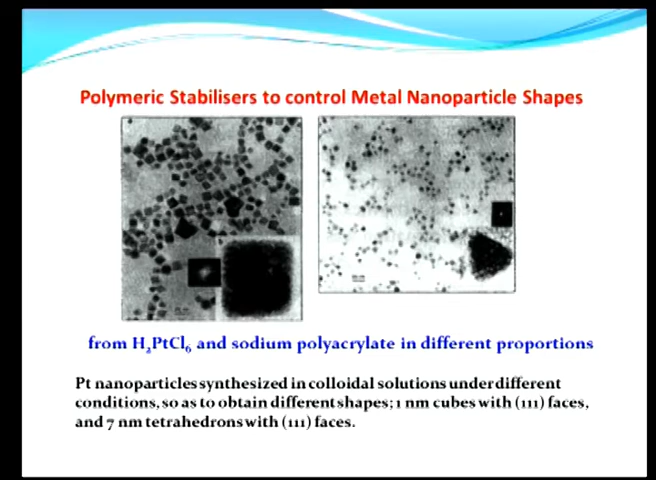 Polymeric Stabilisers to control Metal Nanoparticle Shapes
from H₂PtCl₆ and sodium polyacrylate in different proportions
Pt nanoparticles synthesized in colloidal solutions under different
conditions, so as to obtain different shapes; 1 nm cubes with (111) faces,
and 7 nm tetrahedrons with (111) faces.